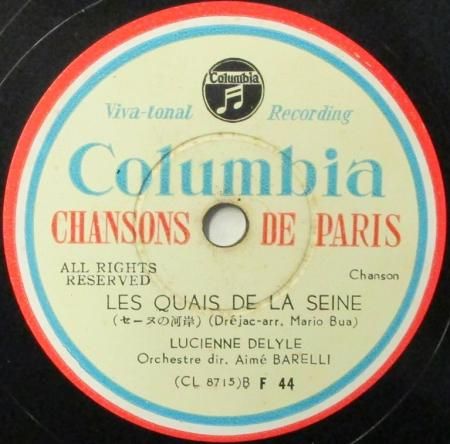 Columbia
Viva-tonal Recording
Columbia
CHANSONS DE PARIS
ALL RIGHTS
RESERVED
Chanson
LES QUAIS DE LA SEINE
(セーヌの河岸) (Dréjac-arr. Mario Bua)
LUCIENNE DELYLE
Orchestre dir. Aimé BARELLI
(CL 8715)B F 44